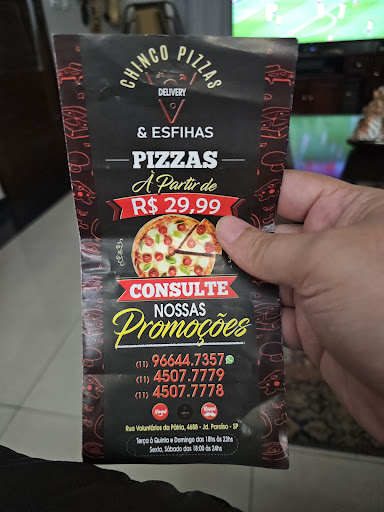 CHINCO PIZZAS
DELIVERY
& ESFIHAS
PIZZAS
À Partir de
R$ 29,99
CONSULTE
NOSSAS
Promoções
(11) 96644.7357
(11) 4507.7779
(11) 4507.7778
Rua Voluntários da Pátria, 4688 - Jd. Paraíso - SP
Terça à Quinta e Domingo das 18hs às 23hs
Sexta, Sábado das 18:00 às 24hs